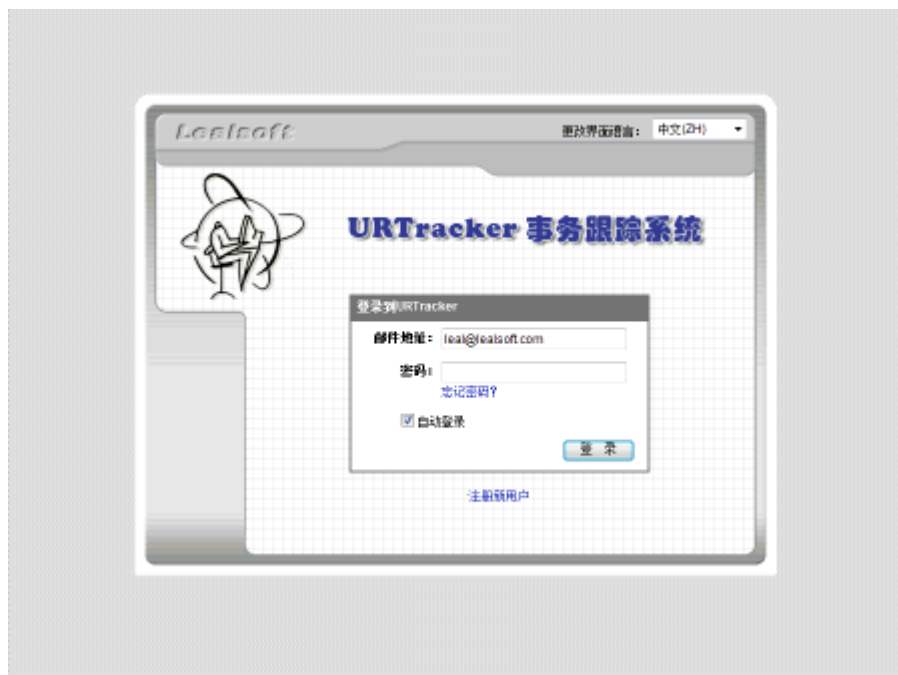 Lealsoft
更改界面语言： 中文(ZH)
URTracker 事务跟踪系统
登录到URTracker
邮件地址： leal@lealsoft.com
密码：
忘记密码?
自动登录
登 录
注册新用户